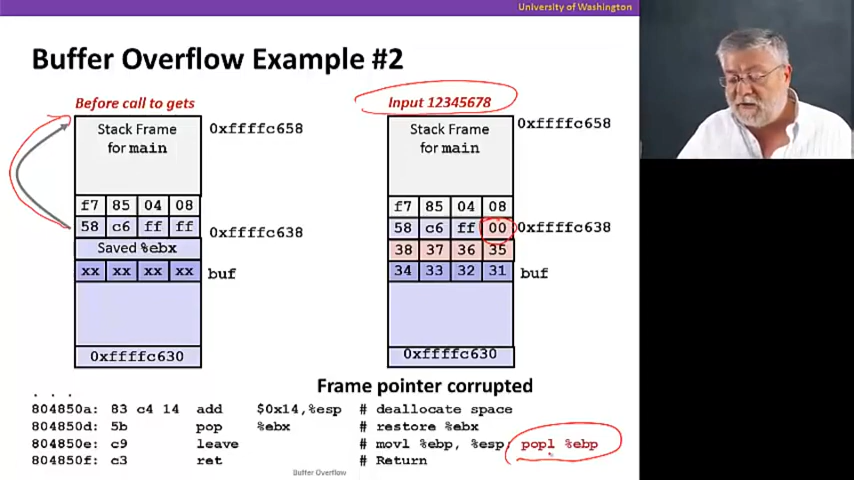 University of Washington
Buffer Overflow Example #2
Before call to gets
Stack Frame
for main
0xffffc658
f7 85 04 08
58 c6 ff ff
0xffffc638
Saved %ebx
xx xx xx xx
buf
0xffffc630
Input 12345678
Stack Frame
for main
0xffffc658
f7 85 04 08
58 c6 ff 00
0xffffc638
38 37 36 35
34 33 32 31
buf
0xffffc630
Frame pointer corrupted
. . .
804850a: 83 c4 14 add $0x14,%esp # deallocate space
804850d: 5b pop %ebx # restore %ebx
804850e: c9 leave # movl %ebp, %esp; popl %ebp
804850f: c3 ret # Return
Buffer Overflow